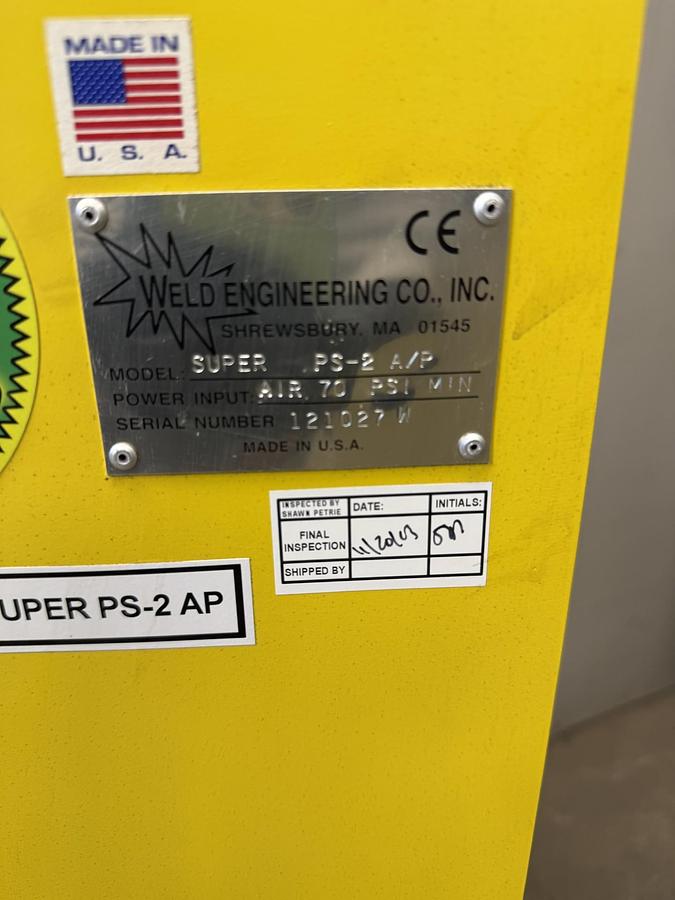 MADE IN
U. S. A.
CE
WELD ENGINEERING CO., INC.
SHREWSBURY, MA 01545
MODEL: SUPER PS-2 A/P
POWER INPUT: AIR 70 PSI MIN
SERIAL NUMBER 121027 W
MADE IN U.S.A.
INSPECTED BY
SHAWN PETRIE
DATE:
INITIALS:
FINAL
INSPECTION
SHIPPED BY
UPER PS-2 AP